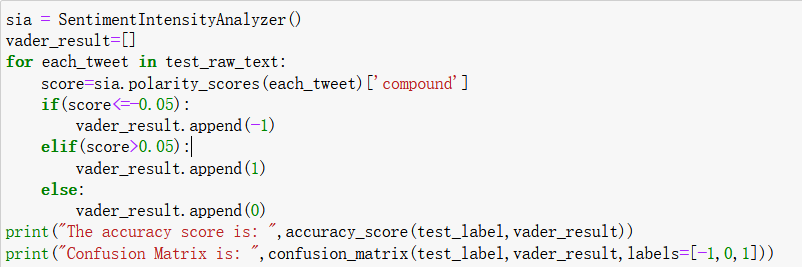 sia = SentimentIntensityAnalyzer()
vader_result=[]
for each_tweet in test_raw_text:
    score=sia.polarity_scores(each_tweet)['compound']
    if(score<=-0.05):
        vader_result.append(-1)
    elif(score>0.05):
        vader_result.append(1)
    else:
        vader_result.append(0)
print("The accuracy score is: ",accuracy_score(test_label,vader_result))
print("Confusion Matrix is: ",confusion_matrix(test_label,vader_result,labels=[-1,0,1]))